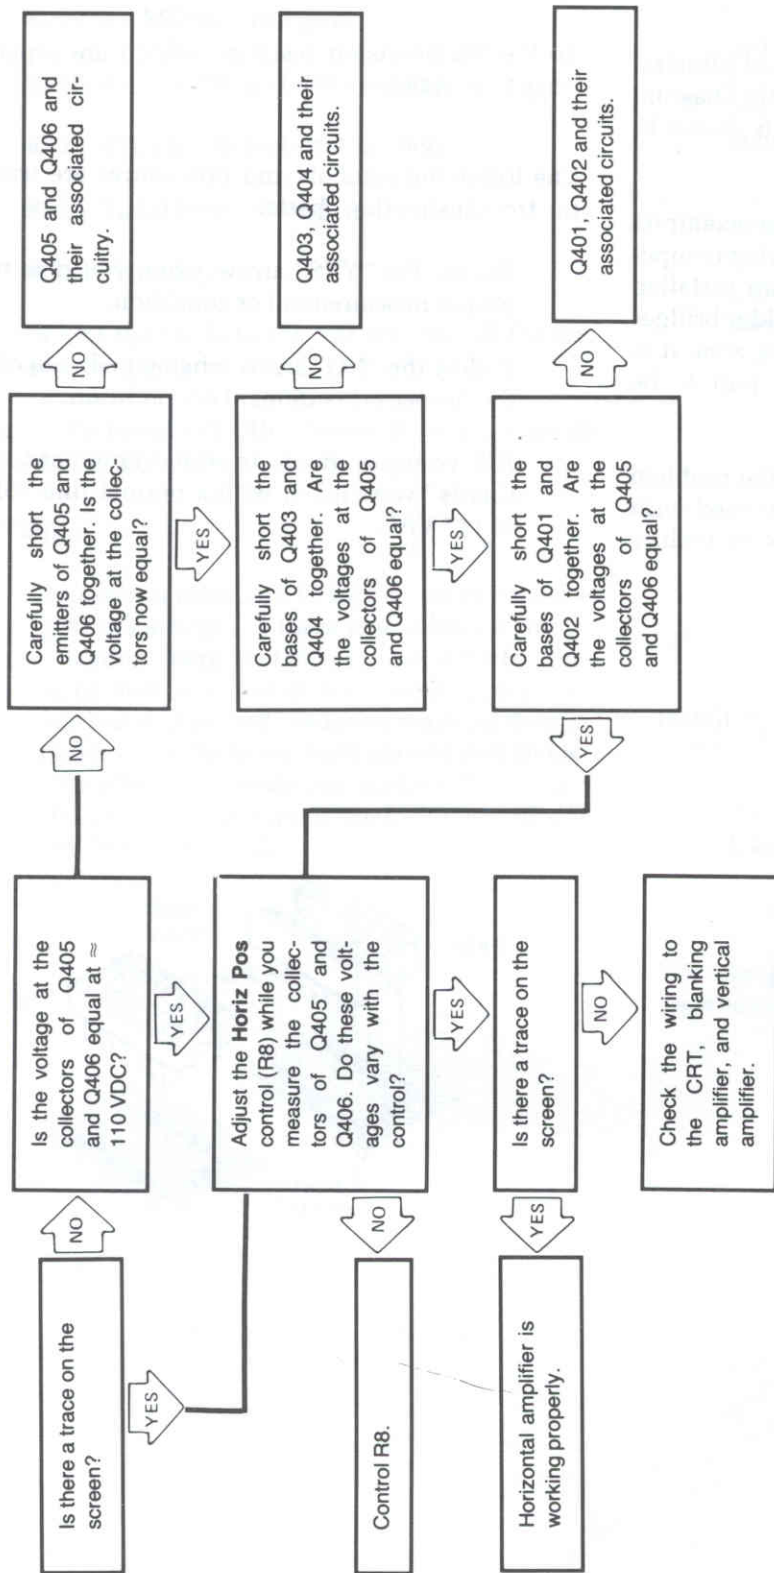 Is there a trace on the
screen?
NO
YES
Is the voltage at the
collectors of Q405
and Q406 equal at ≈
110 VDC?
NO
YES
Carefully short the
emitters of Q405 and
Q406 together. Is the
voltage at the collec-
tors now equal?
NO
YES
Q405 and Q406 and
their associated cir-
cuitry.
Carefully short the
bases of Q403 and
Q404 together. Are
the voltages at the
collectors of Q405
and Q406 equal?
NO
YES
Q403, Q404 and their
associated circuits.
Carefully short the
bases of Q401 and
Q402 together. Are
the voltages at the
collectors of Q405
and Q406 equal?
NO
YES
Q401, Q402 and their
associated circuits.
Adjust the Horiz Pos
control (R8) while you
measure the collec-
tors of Q405 and
Q406. Do these volt-
ages vary with the
control?
NO
YES
Control R8.
Is there a trace on the
screen?
YES
NO
Horizontal amplifier is
working properly.
Check the wiring to
the CRT, blanking
amplifier, and vertical
amplifier.